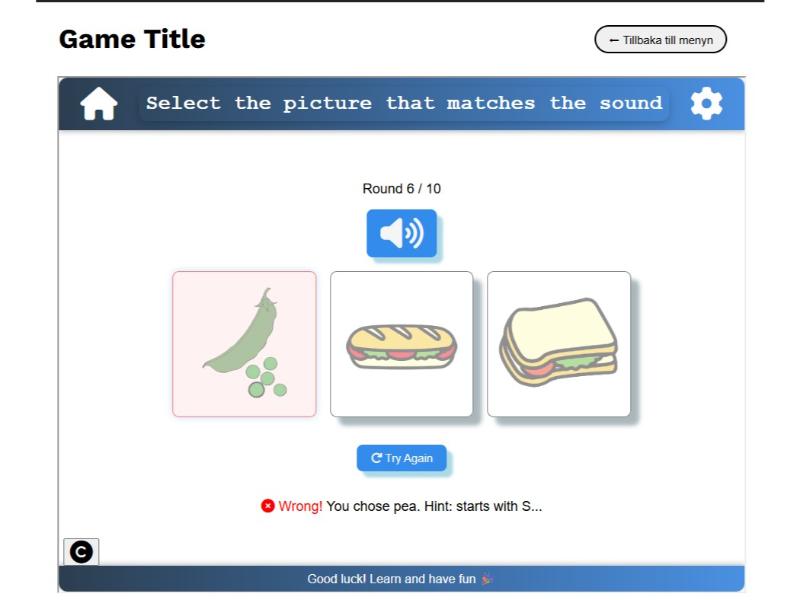 Game Title
← Tillbaka till menyn
Select the picture that matches the sound
Round 6 / 10
Try Again
Wrong! You chose pea. Hint: starts with S...
C
Good luck! Learn and have fun 🎉